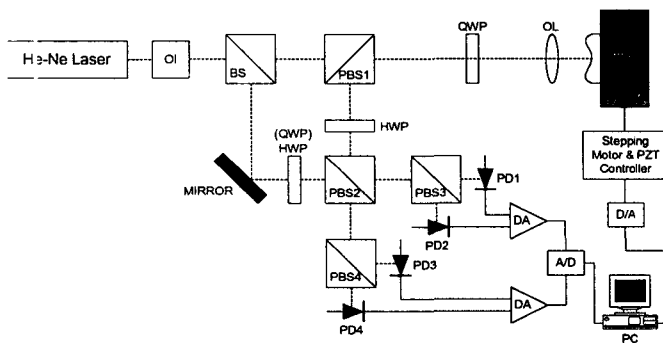 QWP
OL
He-Ne Laser
OI
BS
PBS1
(QWP)
HWP
HWP
MIRROR
PBS2
PBS3
PD1
PD2
DA
PBS4
PD3
PD4
DA
A/D
Stepping
Motor & PZT
Controller
D/A
PC